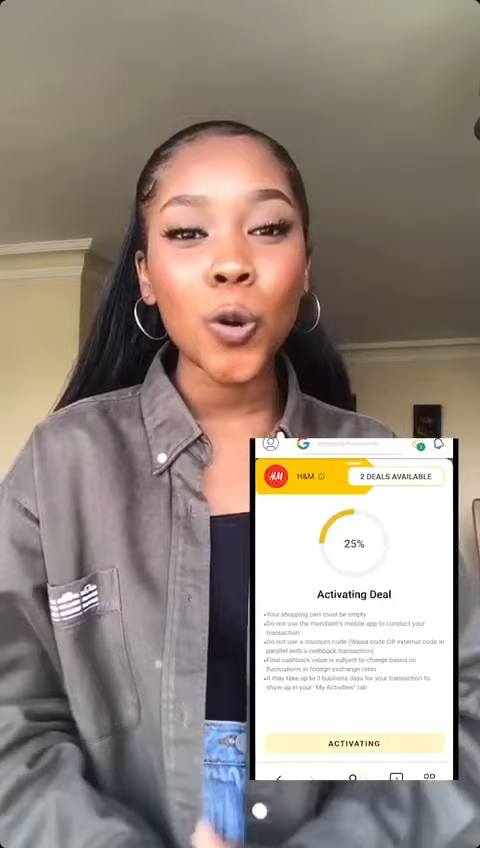 H&M
H&M
2 DEALS AVAILABLE
25%
Activating Deal
•Your shopping cart must be empty
•Do not use the merchant's mobile app to conduct your
transaction
•Do not use a discount code (Wassa code OR external code in
parallel with a cashback transaction)
•Final cashback value is subject to change based on
fluctuations in foreign exchange rates
•It may take up to 3 business days for your transaction to
show up in your "My Activities" tab
ACTIVATING